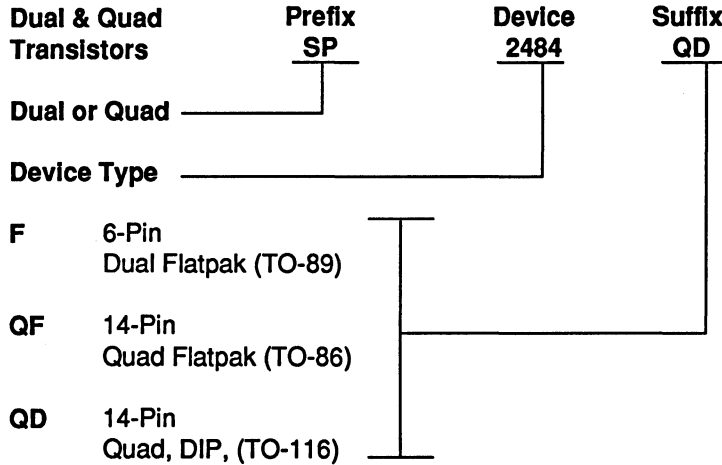 Dual & Quad Prefix Device Suffix
Transistors SP 2484 QD
Dual or Quad
Device Type
F 6-Pin
Dual Flatpak (TO-89)
QF 14-Pin
Quad Flatpak (TO-86)
QD 14-Pin
Quad, DIP, (TO-116)